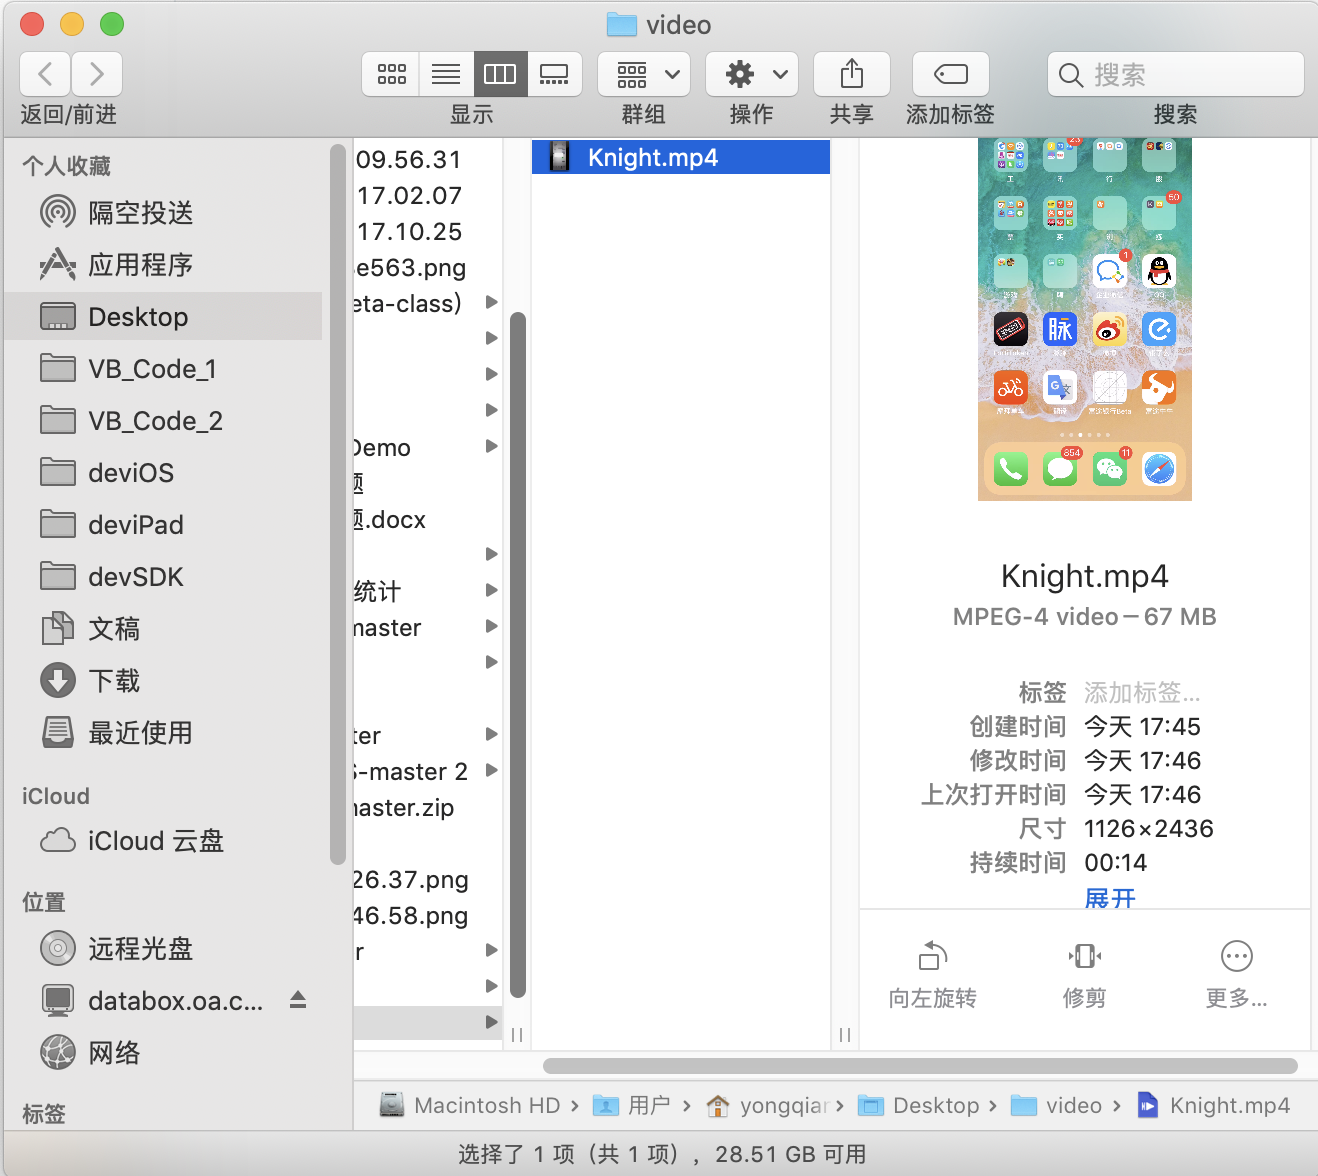 video
搜索
返回/前进
显示
群组
操作
共享
添加标签
搜索
个人收藏
隔空投送
应用程序
Desktop
VB_Code_1
VB_Code_2
deviOS
deviPad
devSDK
文稿
下载
最近使用
iCloud
iCloud 云盘
位置
远程光盘
databox.oa.c...
网络
标签
09.56.31
17.02.07
17.10.25
e563.png
eta-class)
Demo
题
题.docx
统计
master
ter
S-master 2
master.zip
26.37.png
46.58.png
r
Knight.mp4
23
50
1
脉
854
11
Knight.mp4
MPEG-4 video – 67 MB
标签 添加标签...
创建时间 今天 17:45
修改时间 今天 17:46
上次打开时间 今天 17:46
尺寸 1126×2436
持续时间 00:14
展开
向左旋转
修剪
更多...
Macintosh HD › 用户 › yongqian › Desktop › video › Knight.mp4
选择了 1 项（共 1 项），28.51 GB 可用